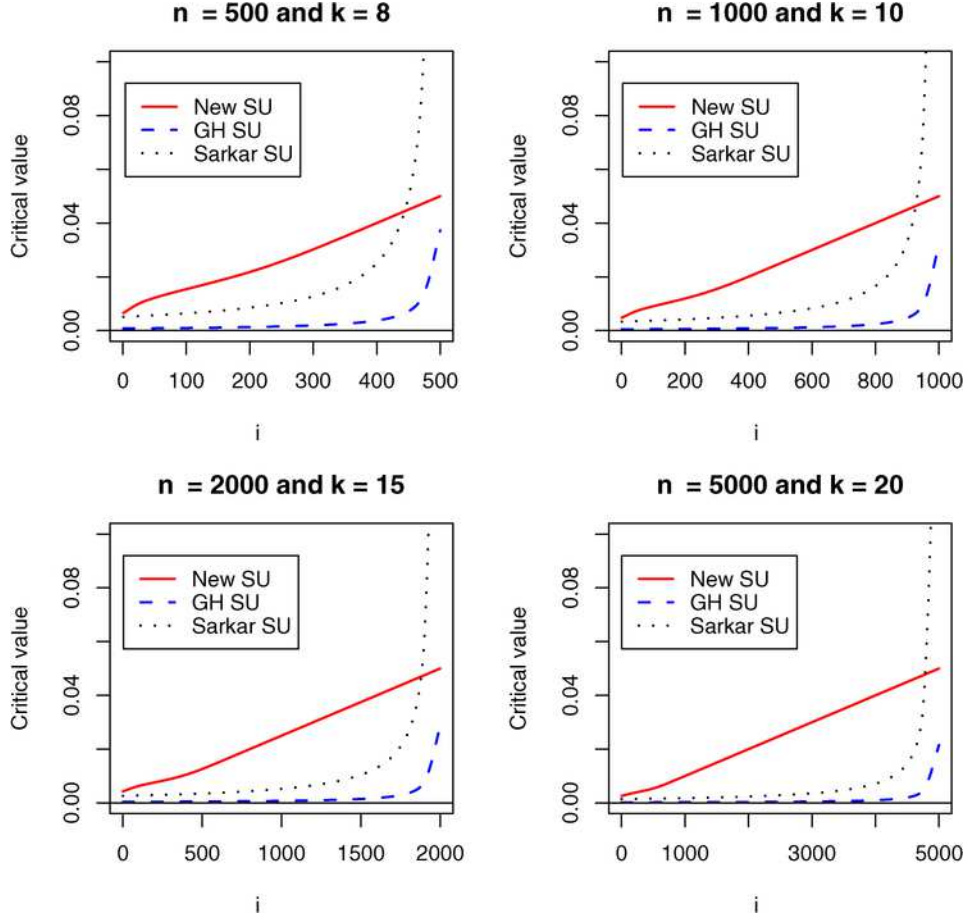 n = 500 and k = 8
Critical value
0.00 0.04 0.08
New SU
GH SU
Sarkar SU
0 100 200 300 400 500
i
n = 1000 and k = 10
Critical value
0.00 0.04 0.08
New SU
GH SU
Sarkar SU
0 200 400 600 800 1000
i
n = 2000 and k = 15
Critical value
0.00 0.04 0.08
New SU
GH SU
Sarkar SU
0 500 1000 1500 2000
i
n = 5000 and k = 20
Critical value
0.00 0.04 0.08
New SU
GH SU
Sarkar SU
0 1000 3000 5000
i